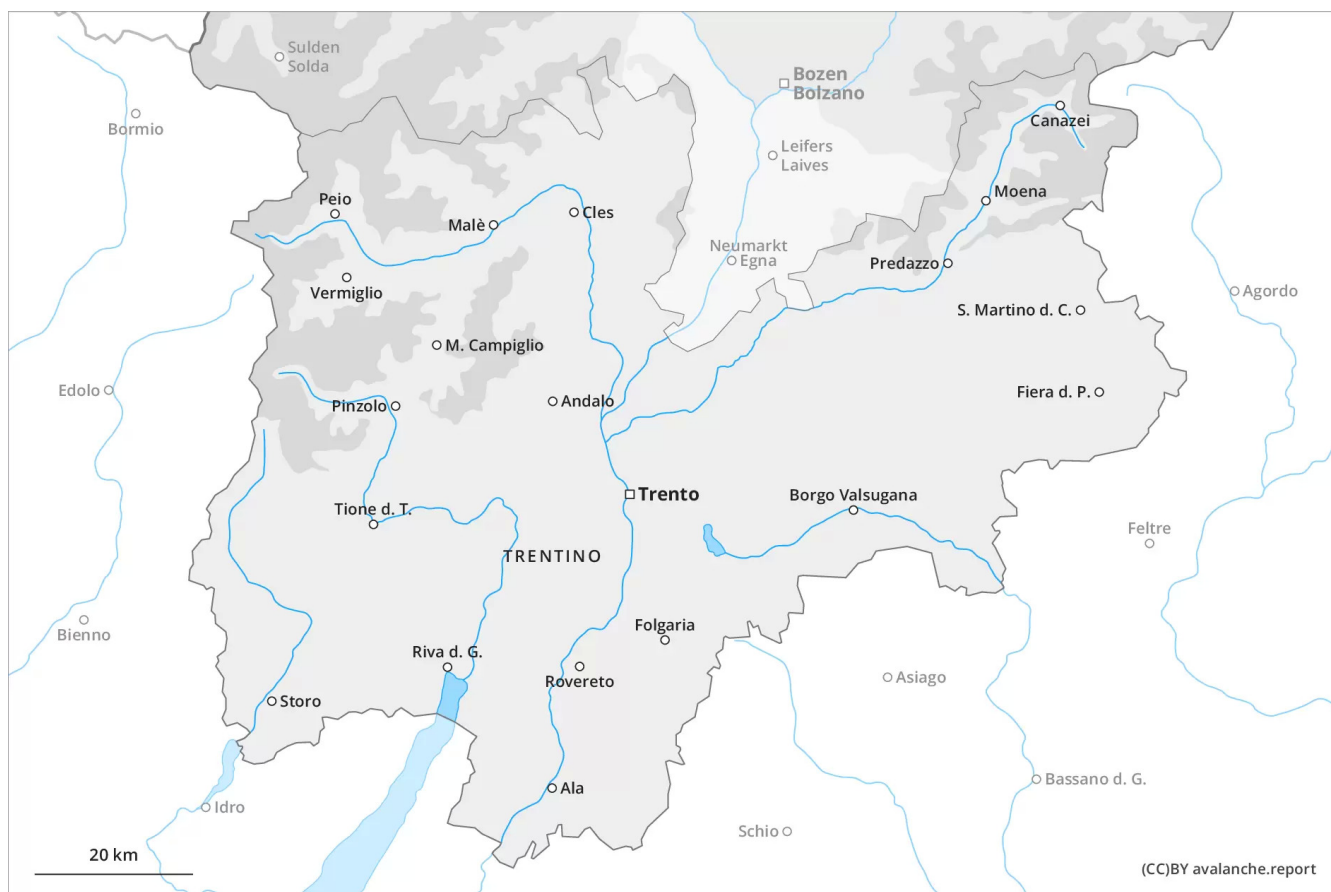 Sulden
Solda
Bozen
Bolzano
Bormio
Canazei
Leifers
Laives
Peio
Moena
Malè
Cles
Neumarkt
Egna
Predazzo
Vermiglio
Agordo
S. Martino d. C.
M. Campiglio
Edolo
Pinzolo
Andalo
Fiera d. P.
Trento
Borgo Valsugana
Tione d. T.
Feltre
TRENTINO
Bienno
Folgaria
Riva d. G.
Rovereto
Asiago
Storo
Bassano d. G.
Ala
Idro
Schio
20 km
(CC)BY avalanche.report